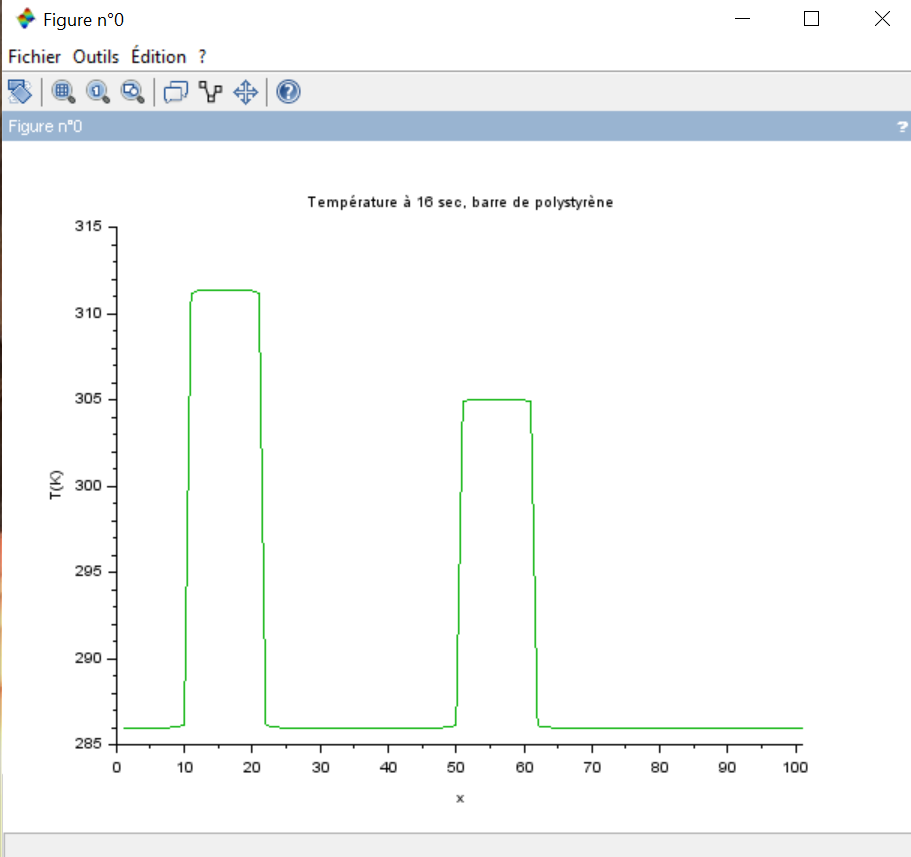 Figure n°0
Fichier Outils Édition ?
Figure n°0 ?
Température à 16 sec, barre de polystyrène
315
310
305
300
295
290
285
T(K)
0 10 20 30 40 50 60 70 80 90 100
x